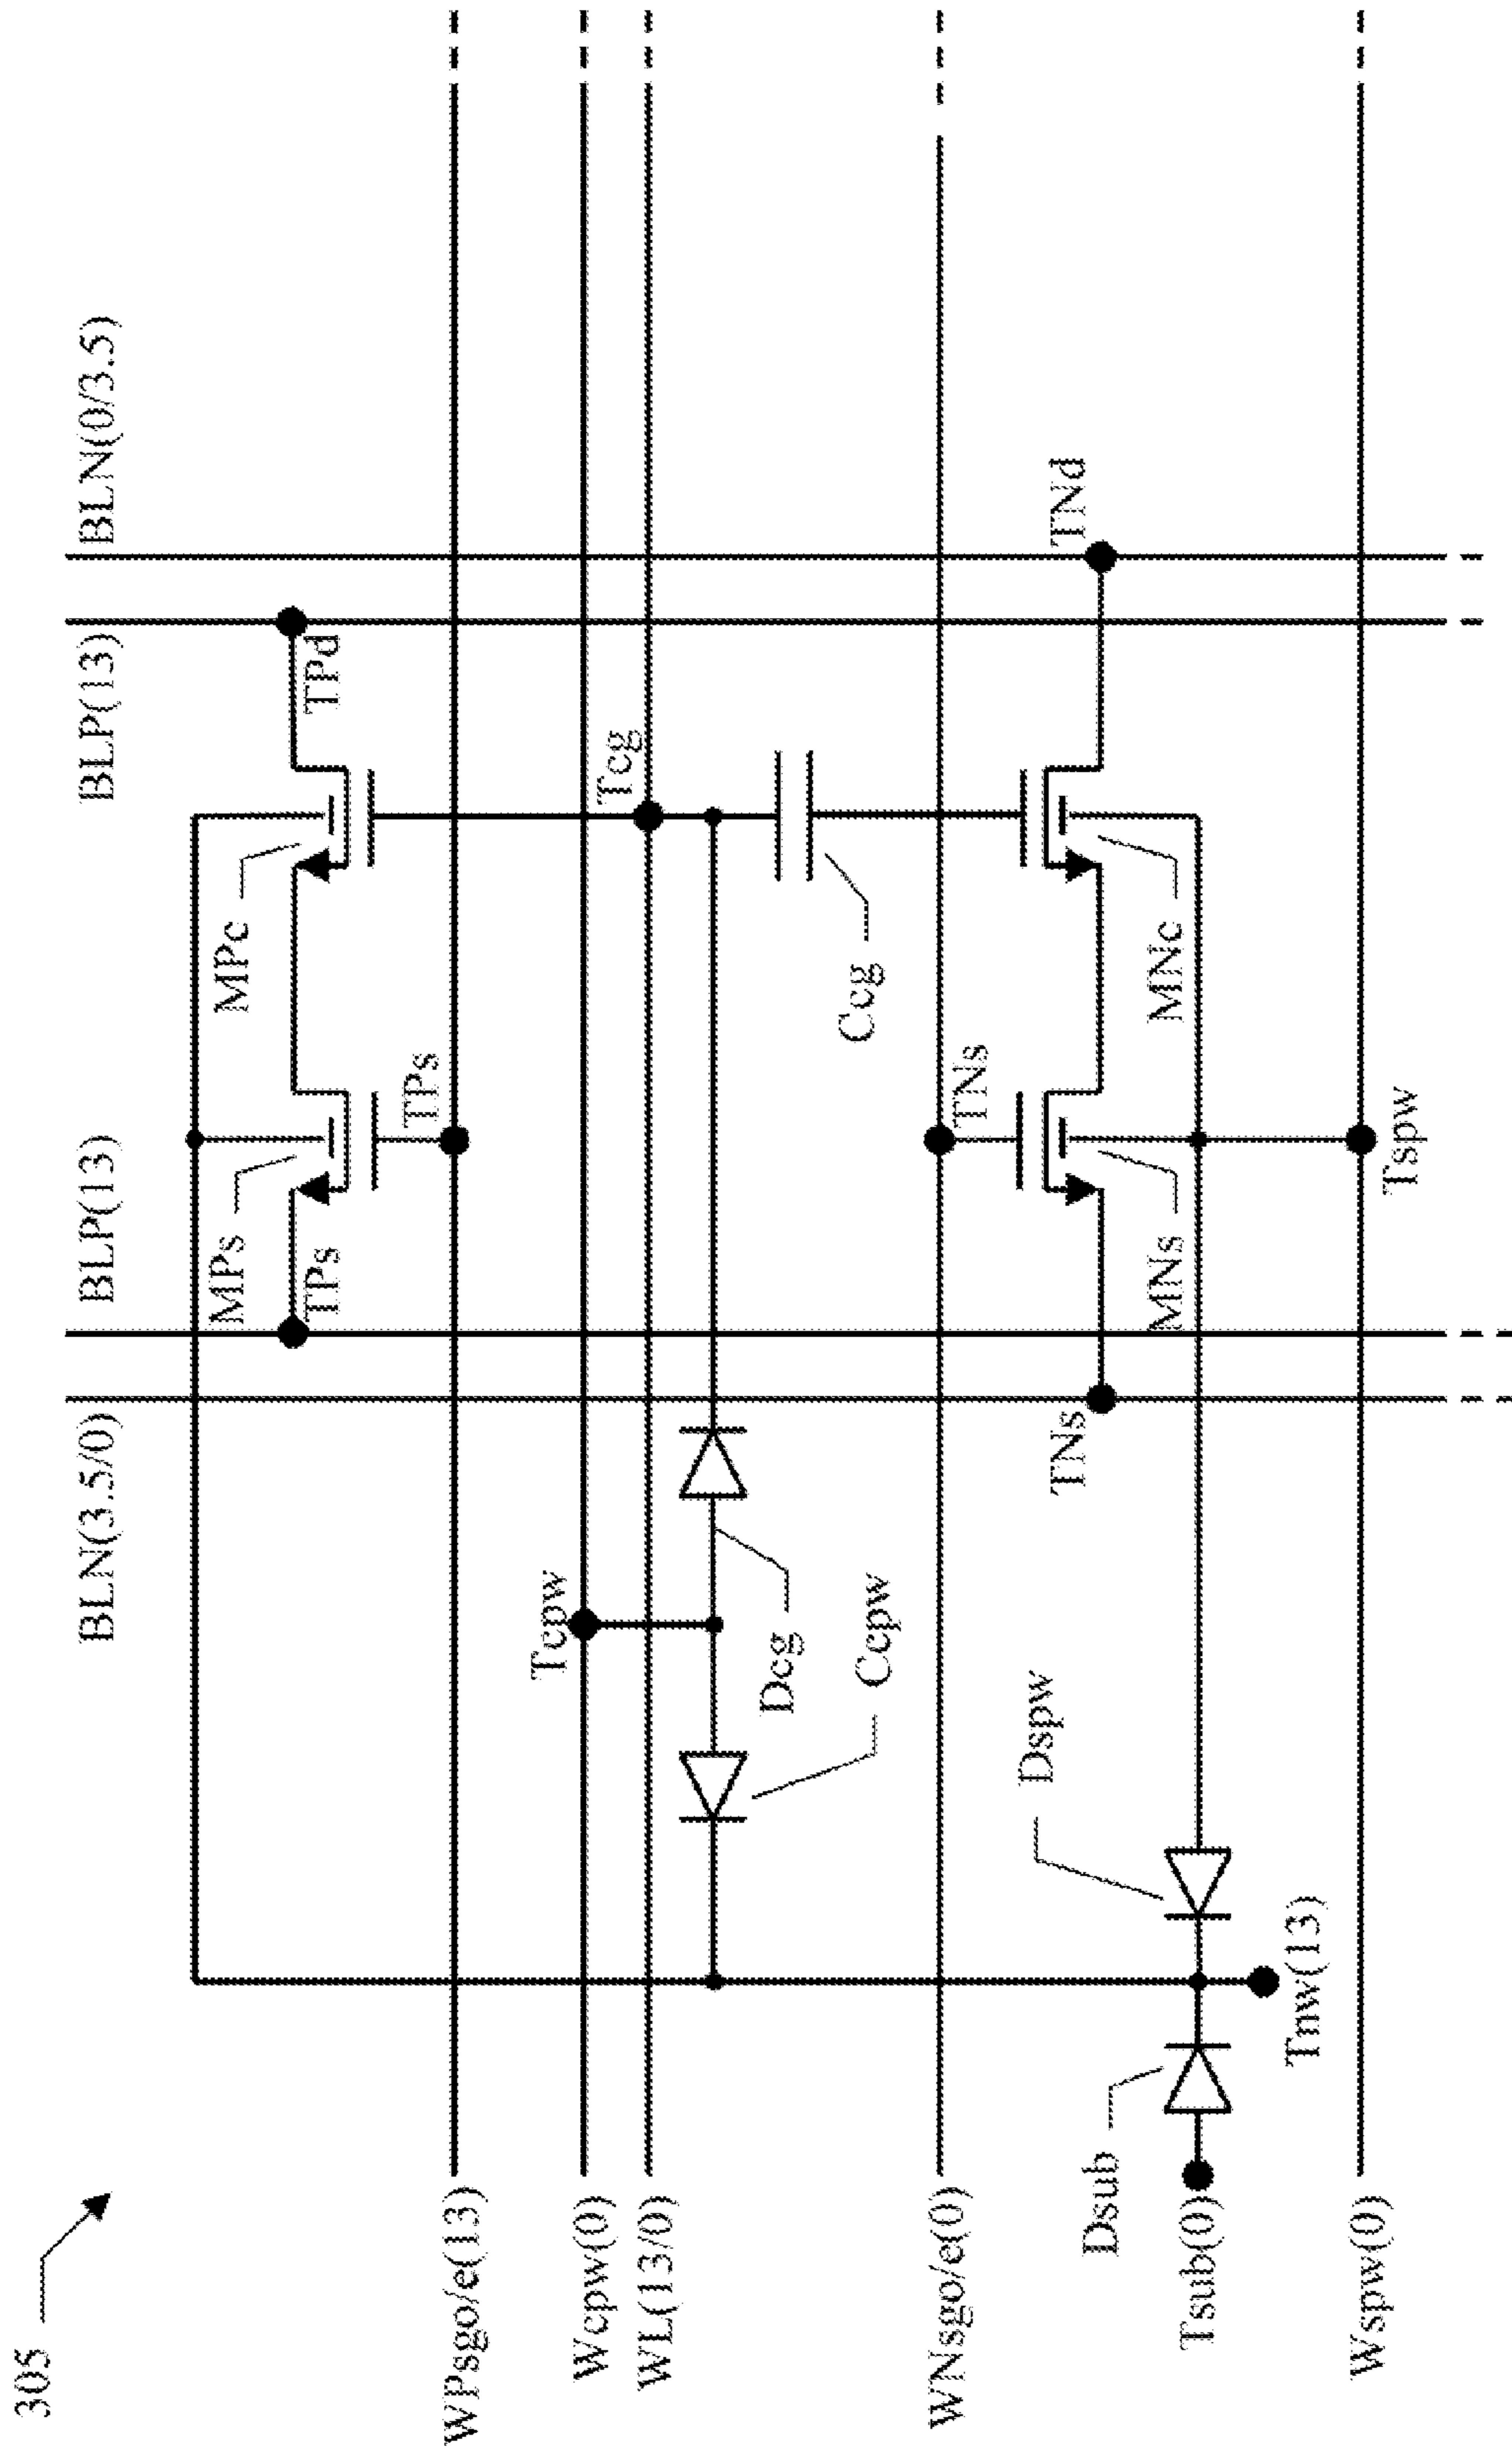 305
BLN(3.5/0)
BLP(13)
BLP(13)
BLN(0/3.5)
MPs
TPs
MPc
TPd
TPs
WPsgo/e(13)
Tcpw
Wcpw(0)
Tcg
WL(13/0)
Dcg
Ccpw
Ccg
WNsgo/e(0)
TNs
Dspw
TNs
TNd
MNs
MNc
Dsub
Tsub(0)
Tnw(13)
Wspw(0)
Tspw